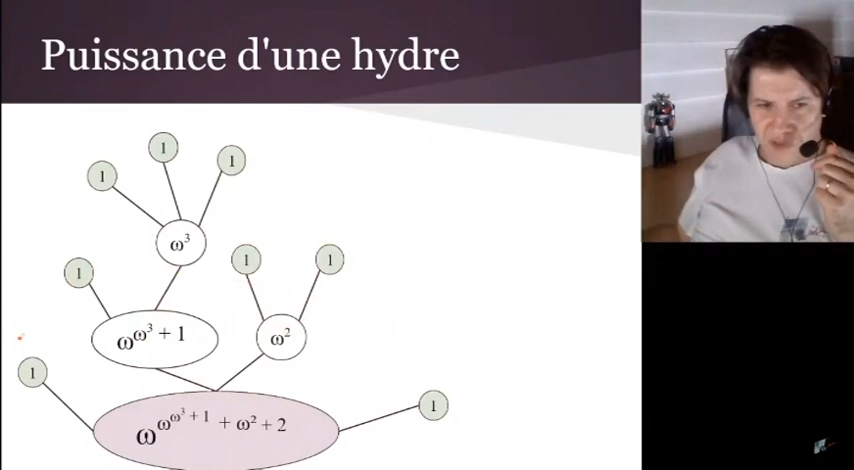 Puissance d'une hydre
1
1
1
ω³
1
1
1
ω^(ω³ + 1)
ω²
1
1
ω^(ω^(ω³ + 1) + ω² + 2)